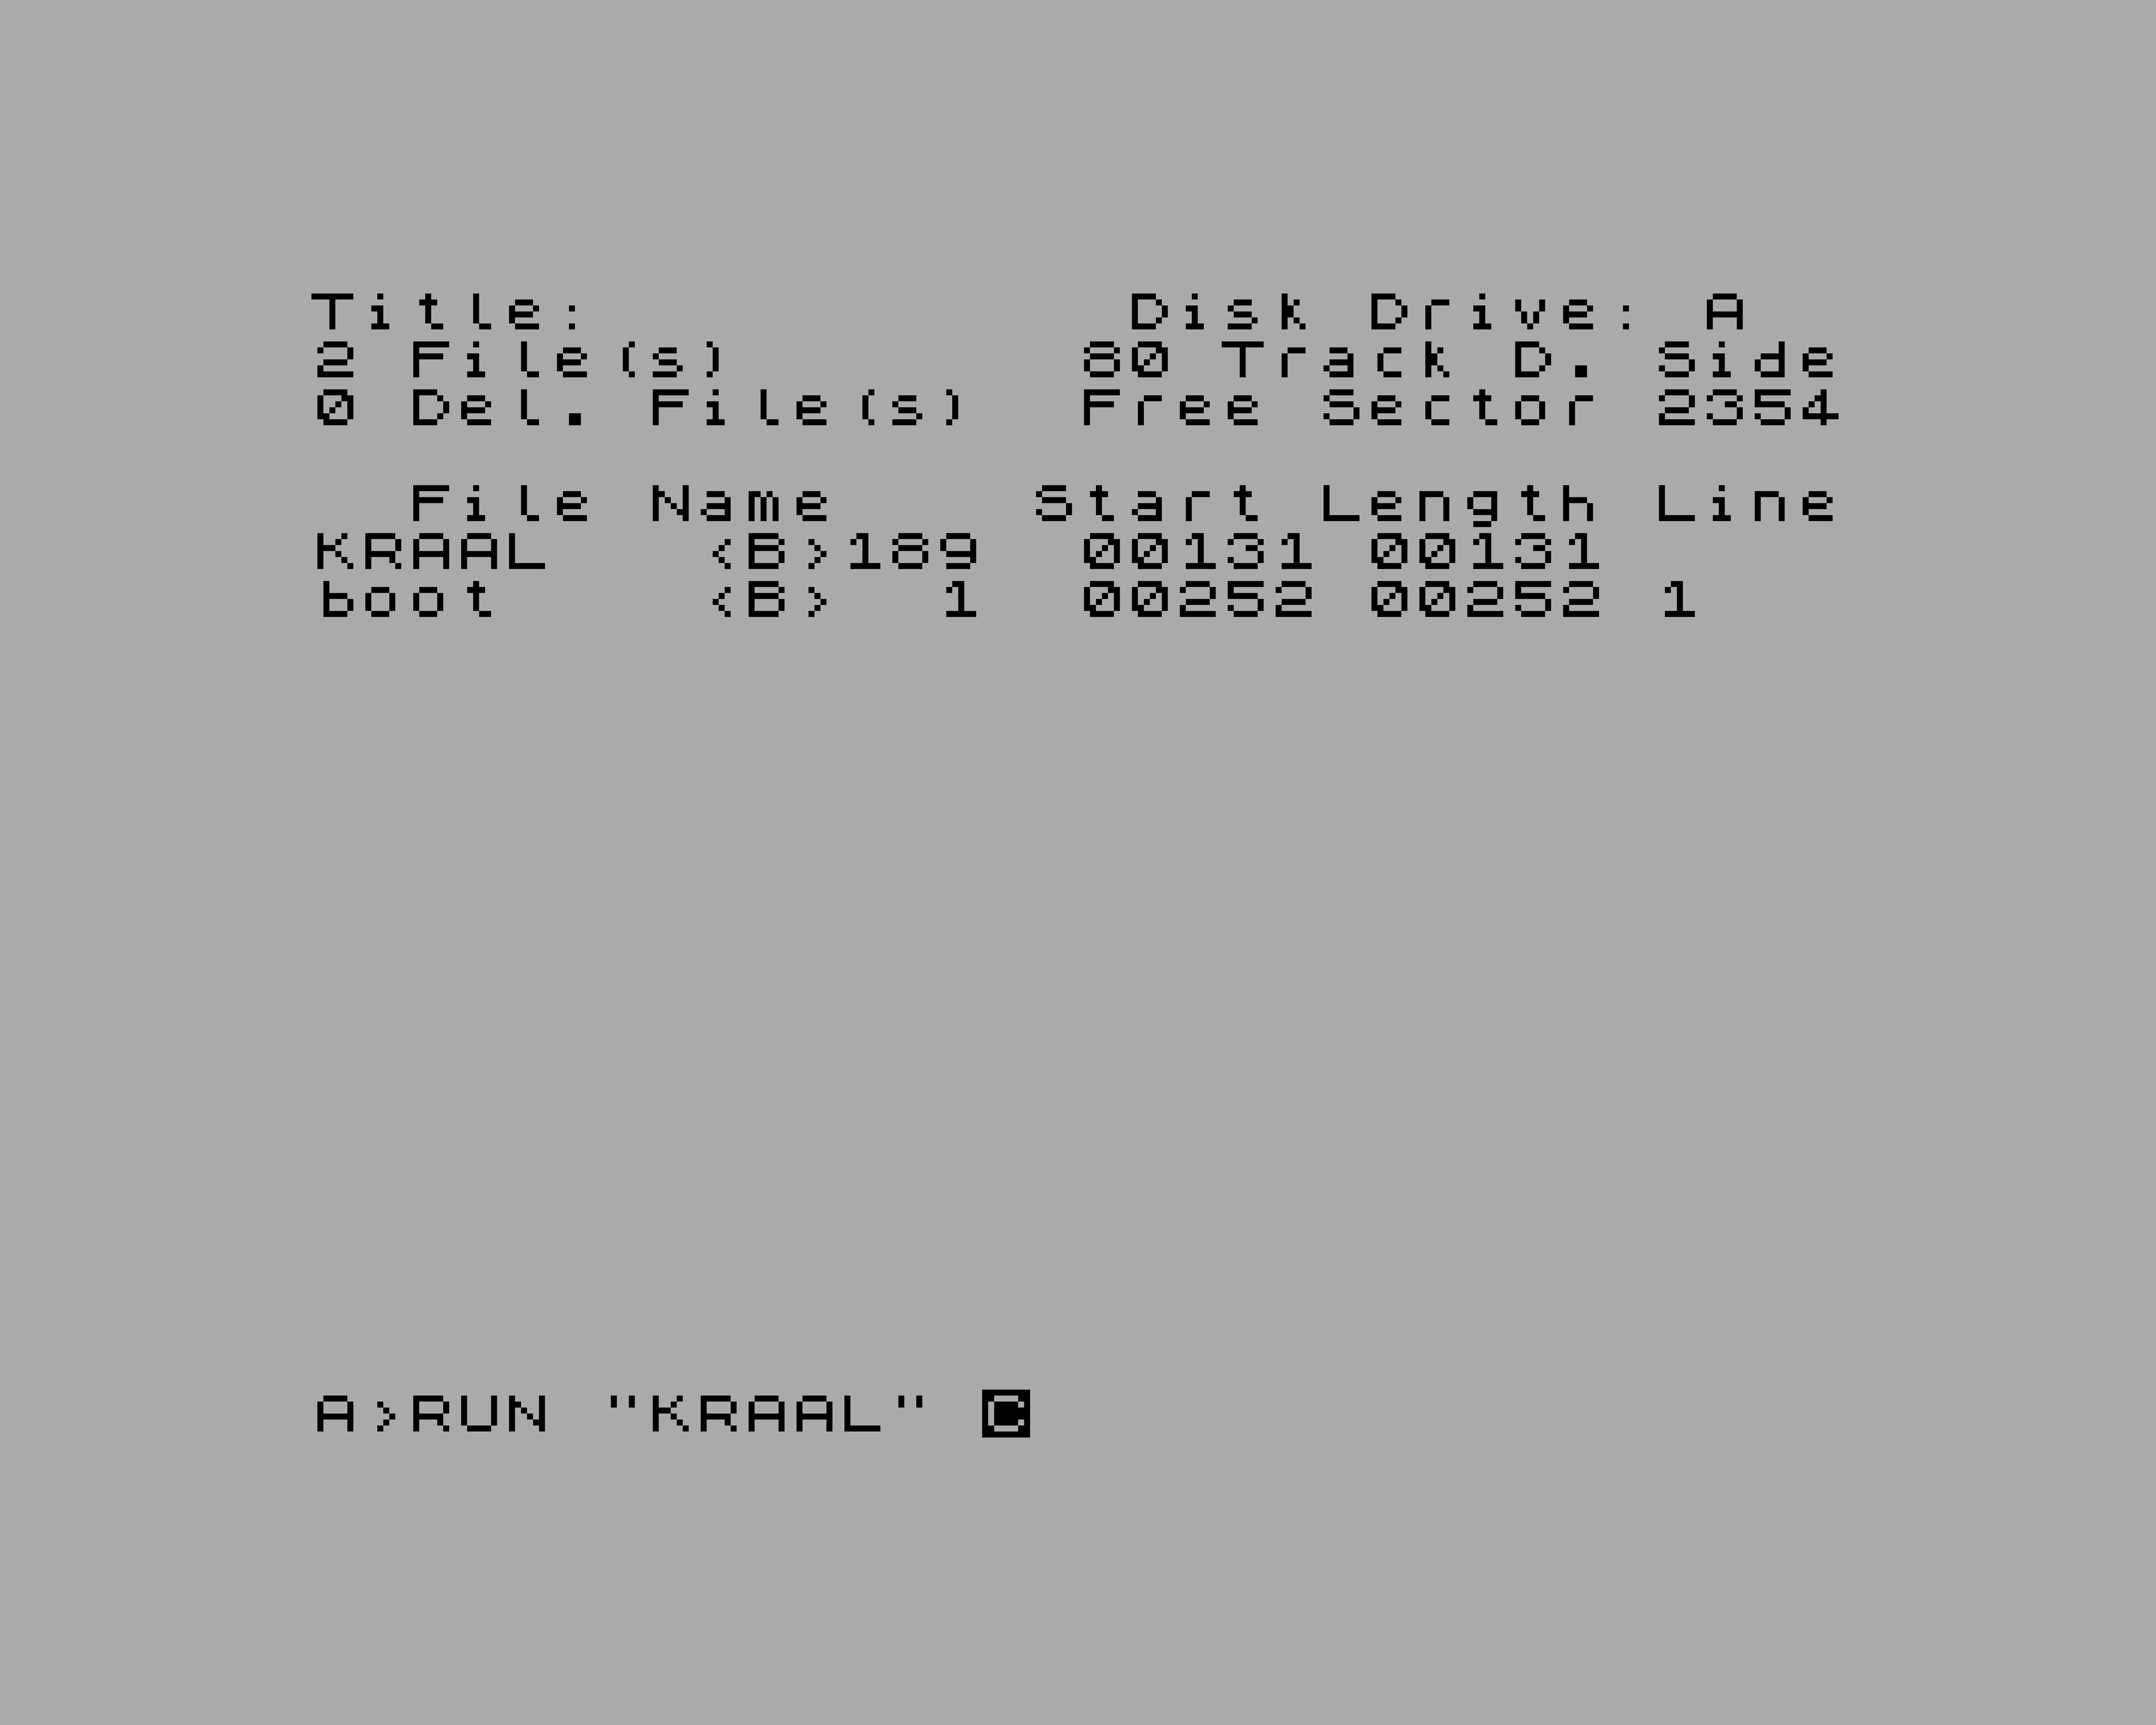 Title:                 Disk Drive: A
2 File(s)       80 Track D. Side
0 Del. File(s)  Free Sector 2354
  File Name    Start Length Line
KRAAL   <B>189  00131 00131
boot    <B>  1  00252 00252 1
A>RUN "KRAAL" C